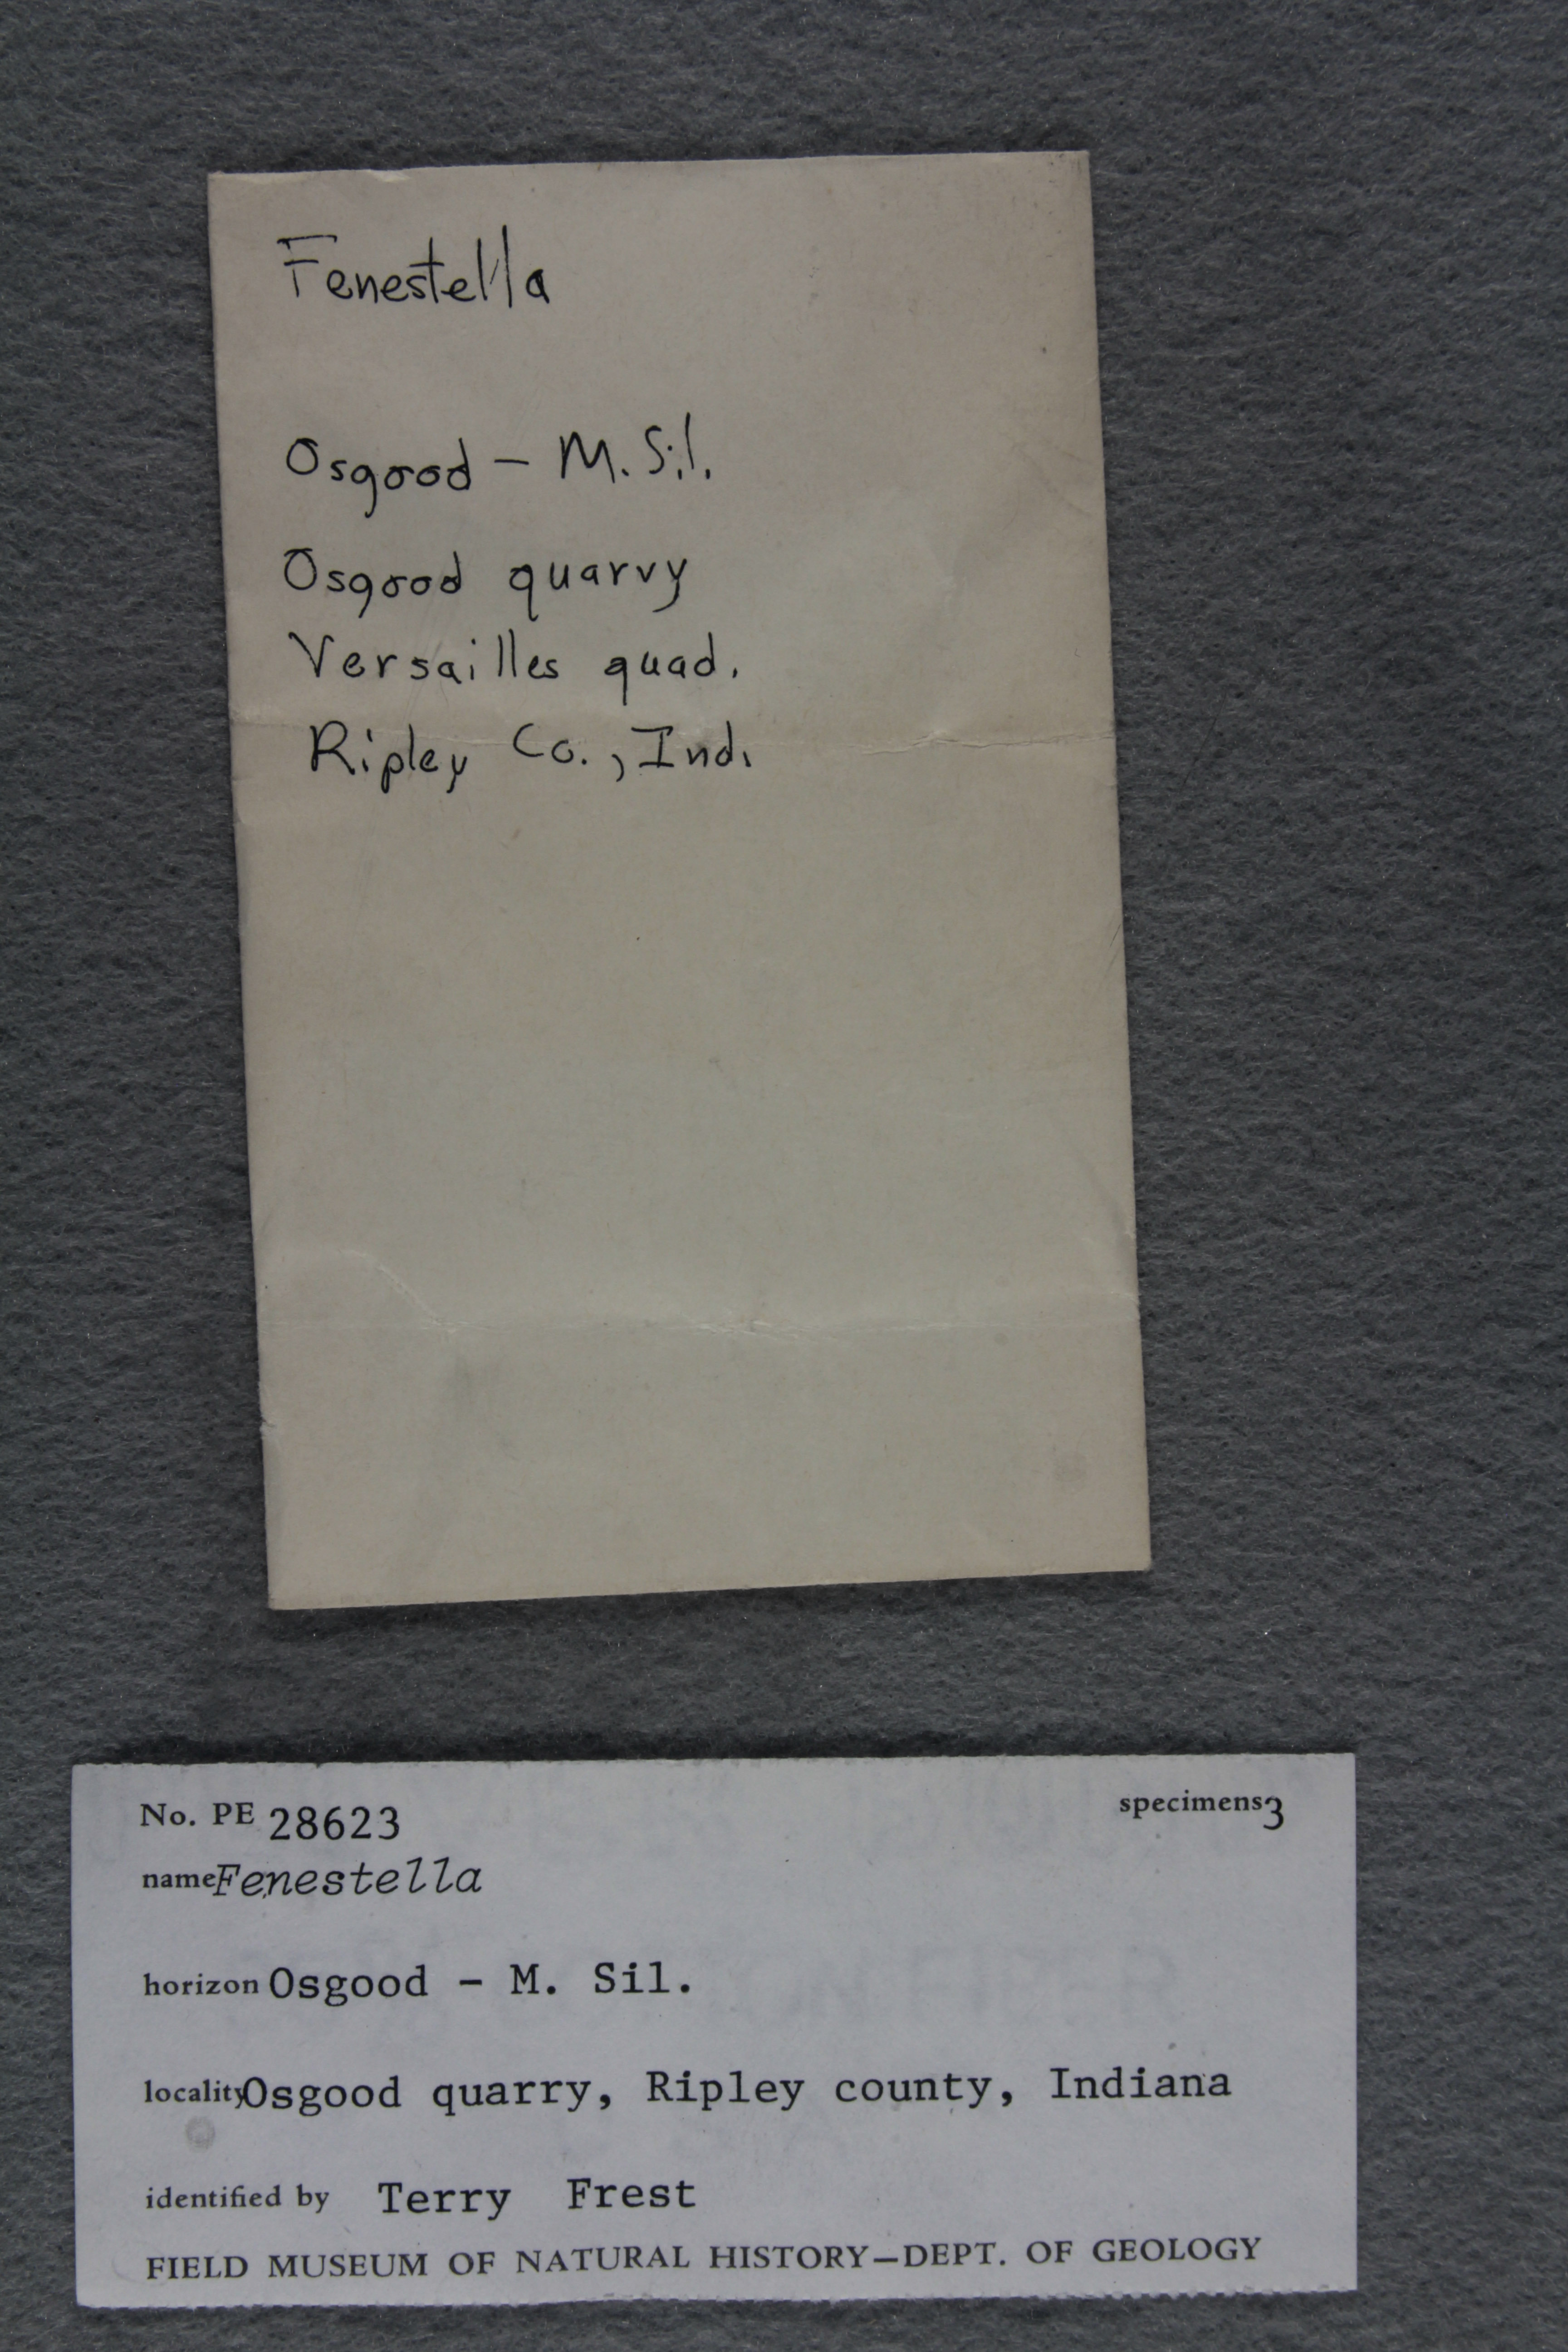 Fenestella
Osgood - M. Sil.
Osgood quarry
Versailles quad.
Ripley Co., Ind.
No. PE 28623 specimens 3
name Fenestella
horizon Osgood - M. Sil.
locality Osgood quarry, Ripley county, Indiana
identified by Terry Frest
FIELD MUSEUM OF NATURAL HISTORY—DEPT. OF GEOLOGY